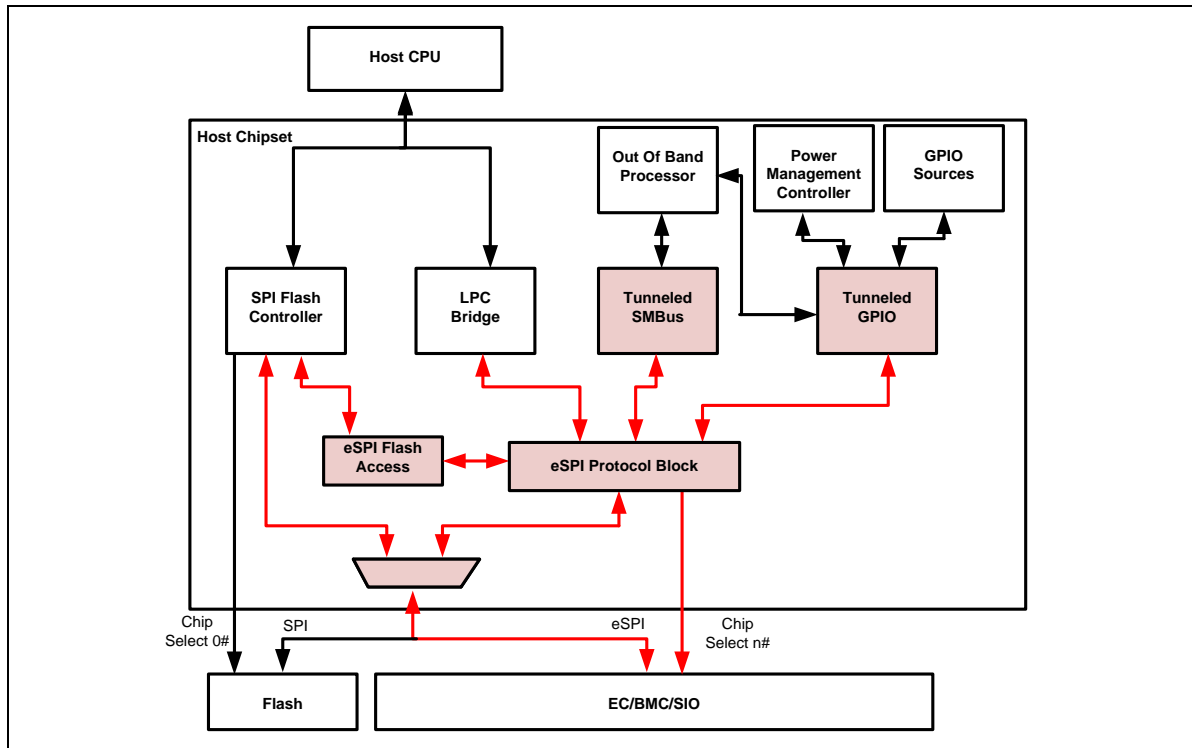 Host CPU
Host Chipset
Out Of Band
Processor
Power
Management
Controller
GPIO
Sources
SPI Flash
Controller
LPC
Bridge
Tunneled
SMBus
Tunneled
GPIO
eSPI Flash
Access
eSPI Protocol Block
Chip
Select 0#
SPI
eSPI
Chip
Select n#
Flash
EC/BMC/SIO